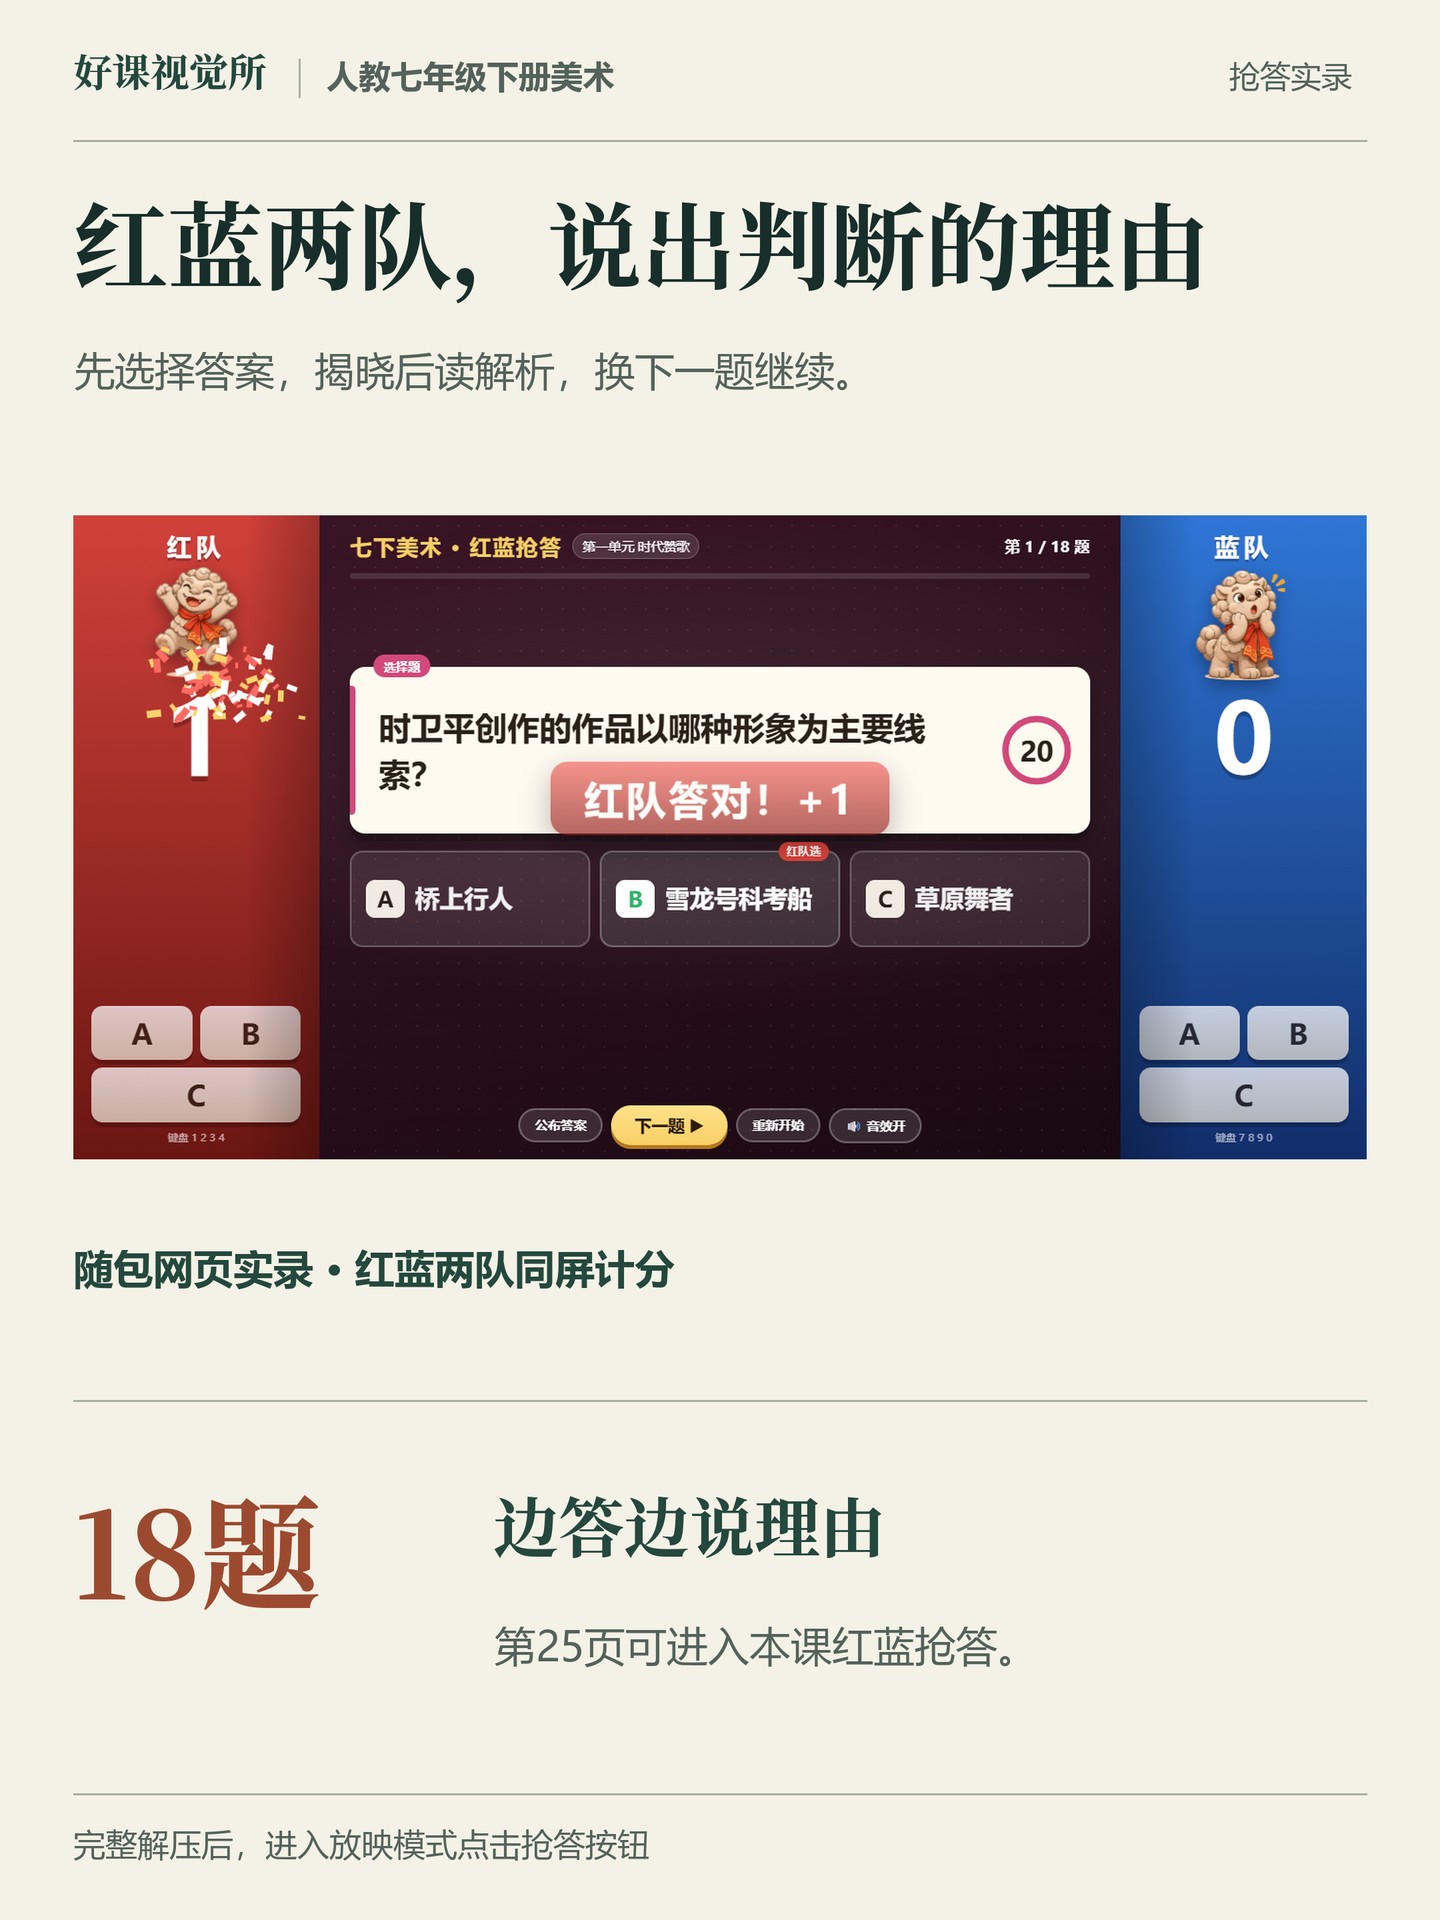 好课视觉所
人教七年级下册美术
抢答实录
红蓝两队，说出判断的理由
先选择答案，揭晓后读解析，换下一题继续。
红队
1
七下美术·红蓝抢答
第一单元 时代赞歌
第 1 / 18 题
选择题
时卫平创作的作品以哪种形象为主要线
索？
20
红队答对！+1
红队选
A 桥上行人
B 雪龙号科考船
C 草原舞者
蓝队
0
A
B
C
键盘 1 2 3 4
公布答案
下一题 ▶
重新开始
🔊 音效开
A
B
C
键盘 7 8 9 0
随包网页实录·红蓝两队同屏计分
18题
边答边说理由
第25页可进入本课红蓝抢答。
完整解压后，进入放映模式点击抢答按钮